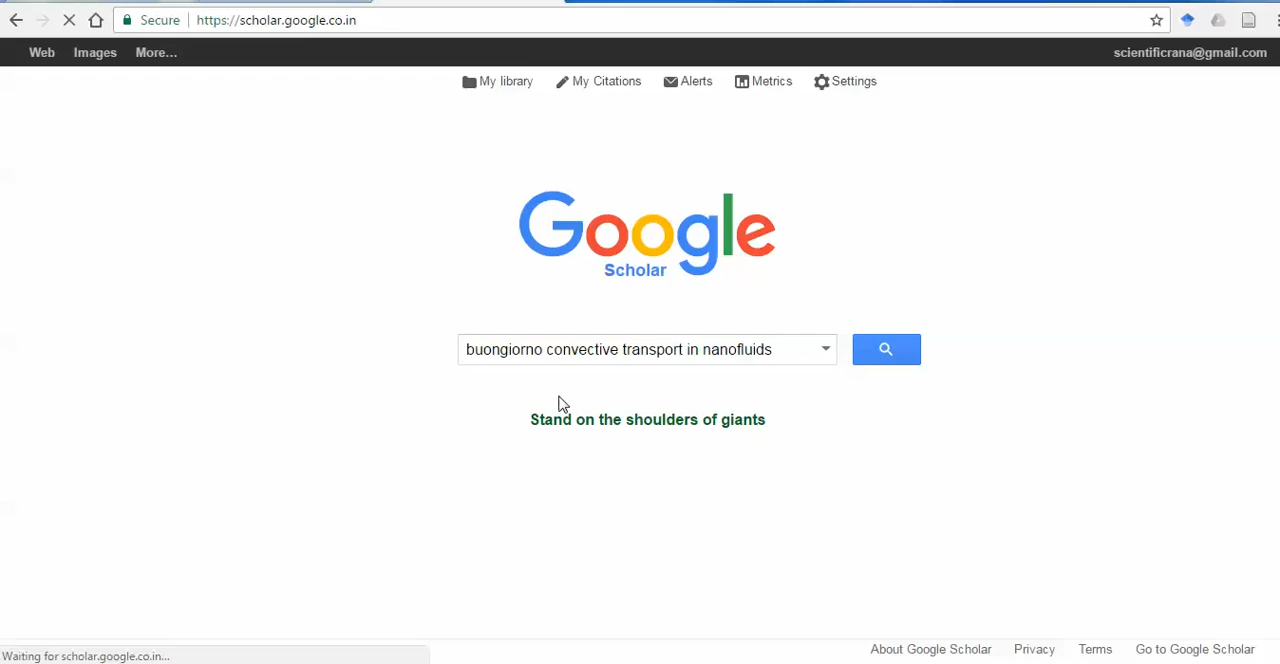 Secure https://scholar.google.co.in
Web Images More... scientificrana@gmail.com
My library My Citations Alerts Metrics Settings
Google
Scholar
buongiorno convective transport in nanofluids
Stand on the shoulders of giants
About Google Scholar Privacy Terms Go to Google Scholar
Waiting for scholar.google.co.in...